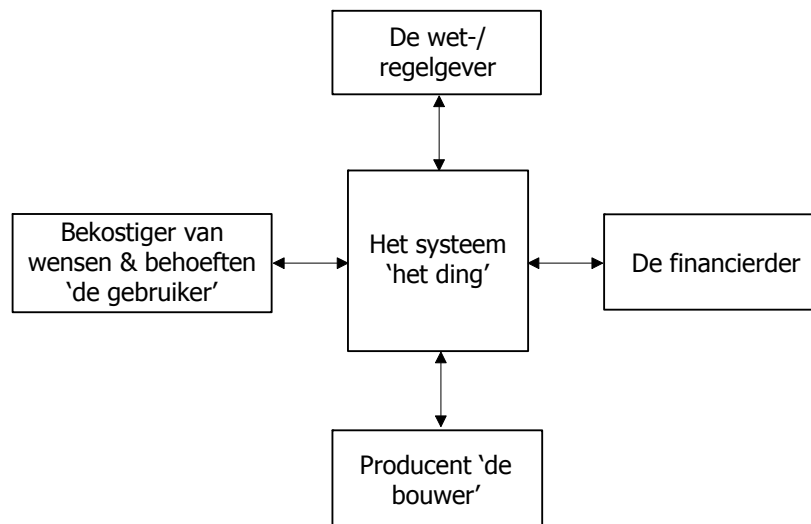 De wet-/
regelgever
Bekostiger van
wensen & behoeften
‘de gebruiker’
Het systeem
‘het ding’
De financierder
Producent ‘de
bouwer’